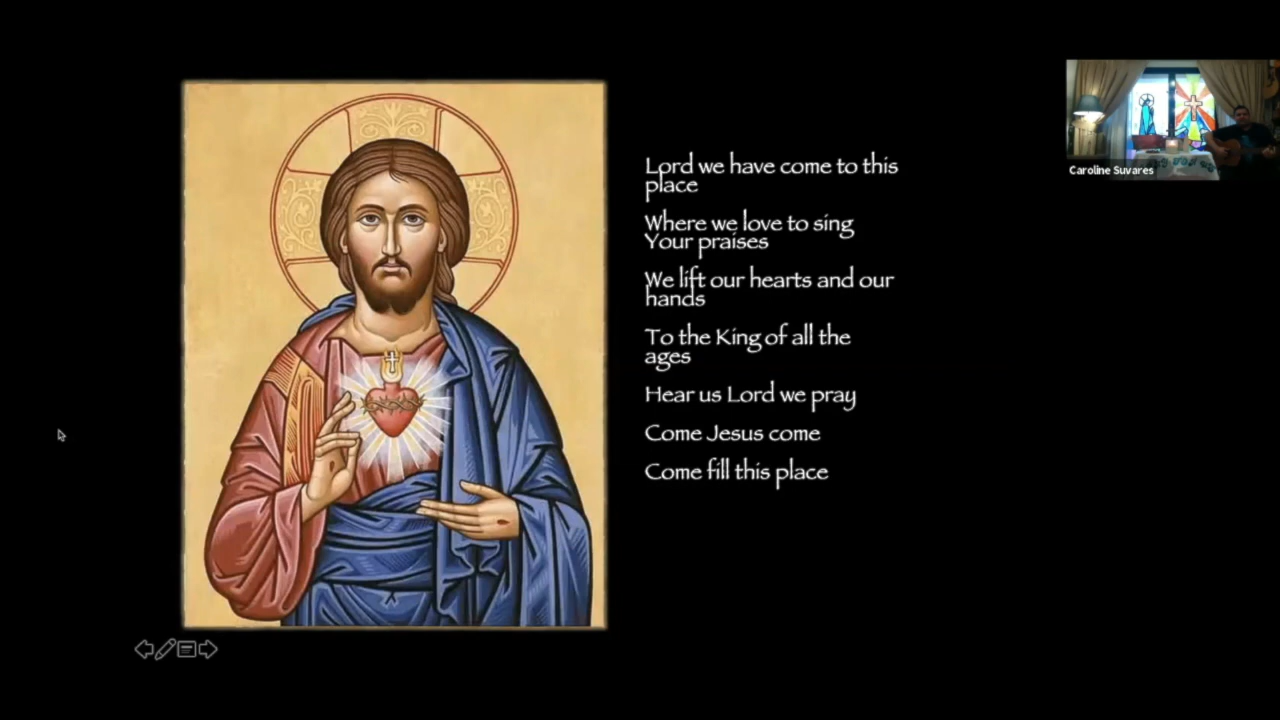 Lord we have come to this
place
Where we love to sing
Your praises
We lift our hearts and our
hands
To the King of all the
ages
Hear us Lord we pray
Come Jesus come
Come fill this place
Caroline Suvares